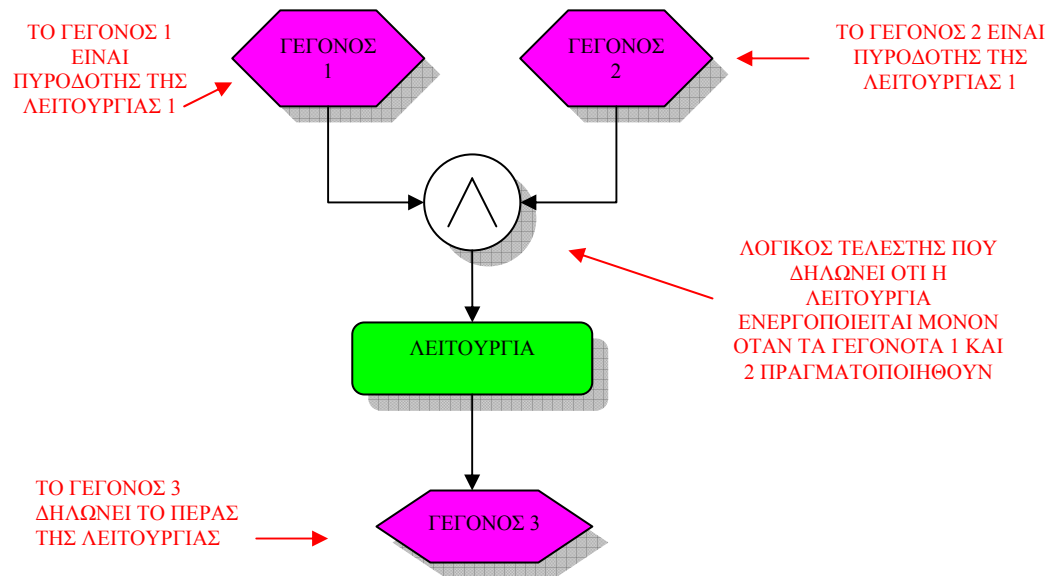 ΤΟ ΓΕΓΟΝΟΣ 1
ΕΙΝΑΙ
ΠΥΡΟΔΟΤΗΣ ΤΗΣ
ΛΕΙΤΟΥΡΓΙΑΣ 1
ΓΕΓΟΝΟΣ
1
ΓΕΓΟΝΟΣ
2
ΤΟ ΓΕΓΟΝΟΣ 2 ΕΙΝΑΙ
ΠΥΡΟΔΟΤΗΣ ΤΗΣ
ΛΕΙΤΟΥΡΓΙΑΣ 1
ΛΟΓΙΚΟΣ ΤΕΛΕΣΤΗΣ ΠΟΥ
ΔΗΛΩΝΕΙ ΟΤΙ Η
ΛΕΙΤΟΥΡΓΙΑ
ΕΝΕΡΓΟΠΟΙΕΙΤΑΙ ΜΟΝΟΝ
ΟΤΑΝ ΤΑ ΓΕΓΟΝΟΤΑ 1 ΚΑΙ
2 ΠΡΑΓΜΑΤΟΠΟΙΗΘΟΥΝ
ΛΕΙΤΟΥΡΓΙΑ
ΤΟ ΓΕΓΟΝΟΣ 3
ΔΗΛΩΝΕΙ ΤΟ ΠΕΡΑΣ
ΤΗΣ ΛΕΙΤΟΥΡΓΙΑΣ
ΓΕΓΟΝΟΣ 3